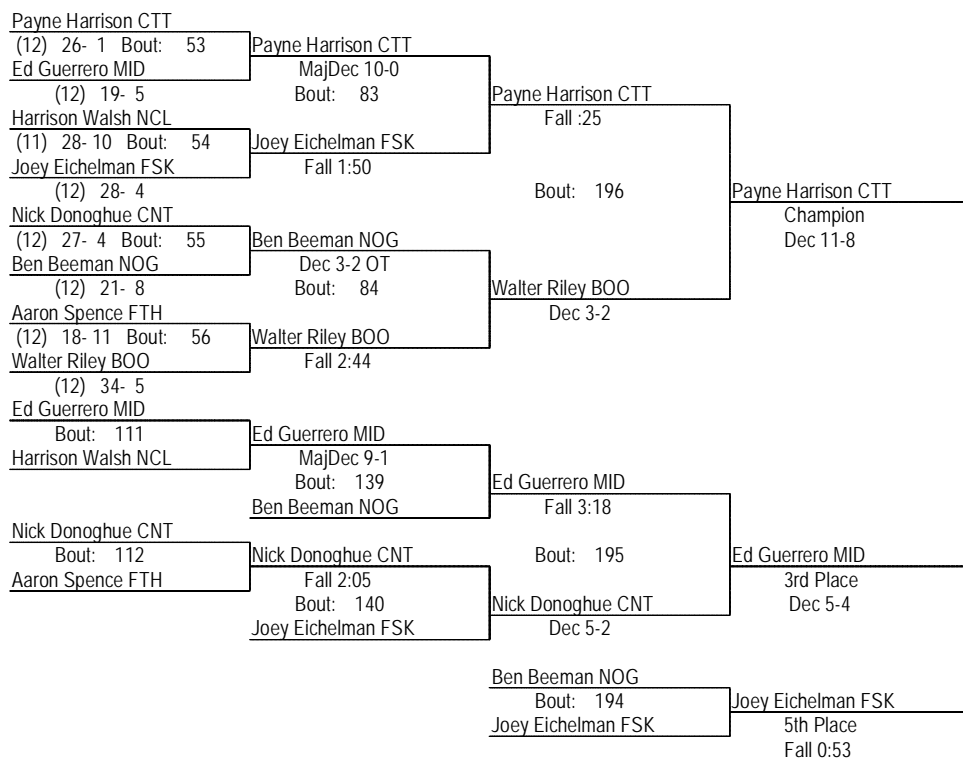 Payne Harrison CTT
(12) 26- 1 Bout: 53
Ed Guerrero MID
(12) 19- 5
Harrison Walsh NCL
(11) 28- 10 Bout: 54
Joey Eichelman FSK
(12) 28- 4
Nick Donoghue CNT
(12) 27- 4 Bout: 55
Ben Beeman NOG
(12) 21- 8
Aaron Spence FTH
(12) 18- 11 Bout: 56
Walter Riley BOO
(12) 34- 5
Payne Harrison CTT
MajDec 10-0
Bout: 83
Joey Eichelman FSK
Fall 1:50
Ben Beeman NOG
Dec 3-2 OT
Bout: 84
Walter Riley BOO
Fall 2:44
Payne Harrison CTT
Fall :25
Bout: 196
Walter Riley BOO
Dec 3-2
Payne Harrison CTT
Champion
Dec 11-8
Ed Guerrero MID
Bout: 111
Harrison Walsh NCL
Nick Donoghue CNT
Bout: 112
Aaron Spence FTH
Ed Guerrero MID
MajDec 9-1
Bout: 139
Ben Beeman NOG
Nick Donoghue CNT
Fall 2:05
Bout: 140
Joey Eichelman FSK
Ed Guerrero MID
Fall 3:18
Bout: 195
Nick Donoghue CNT
Dec 5-2
Ed Guerrero MID
3rd Place
Dec 5-4
Ben Beeman NOG
Bout: 194
Joey Eichelman FSK
Joey Eichelman FSK
5th Place
Fall 0:53